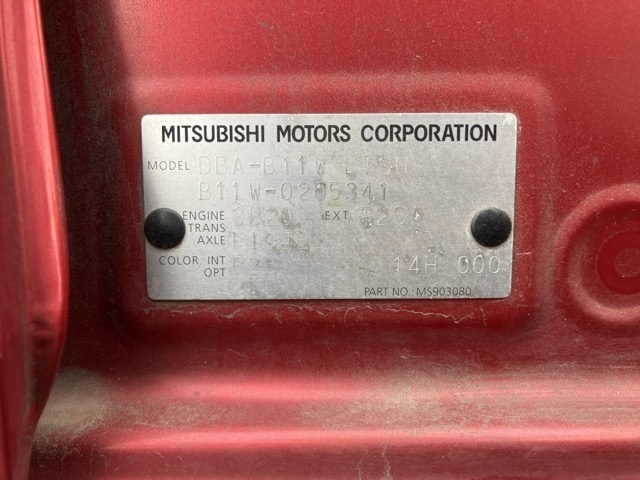 MITSUBISHI MOTORS CORPORATION
MODEL DBA-B11W LTSH
B11W-0205341
ENGINE EXT
TRANS
AXLE
COLOR. INT 14H 000
OPT
PART NO. MS903080